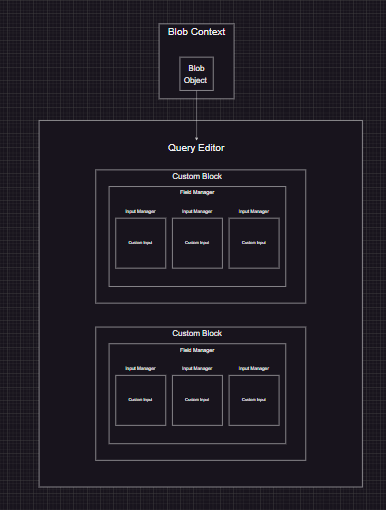 Blob Context
Blob
Object
Query Editor
Custom Block
Field Manager
Input Manager Input Manager Input Manager
Custom Input Custom Input Custom Input
Custom Block
Field Manager
Input Manager Input Manager Input Manager
Custom Input Custom Input Custom Input